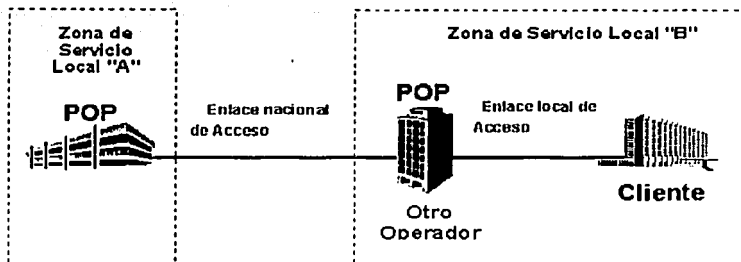 Zona de
Servicio
Local "A"
POP
Enlace nacional
de Acceso
Zona de Servicio Local "B"
POP
Enlace local de
Acceso
Otro
Operador
Cliente